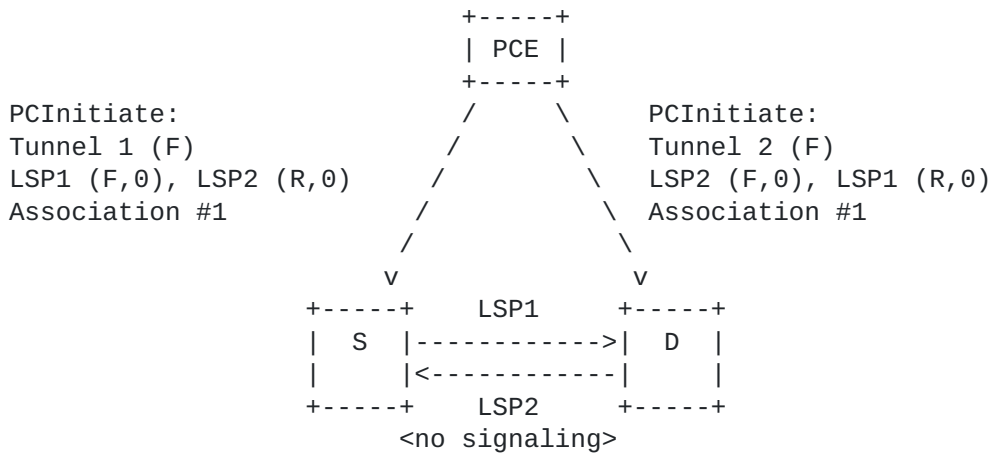 PCE
PCInitiate: PCInitiate:
Tunnel 1 (F) Tunnel 2 (F)
LSP1 (F,0), LSP2 (R,0) LSP2 (F,0), LSP1 (R,0)
Association #1 Association #1
LSP1
S D
LSP2
<no signaling>